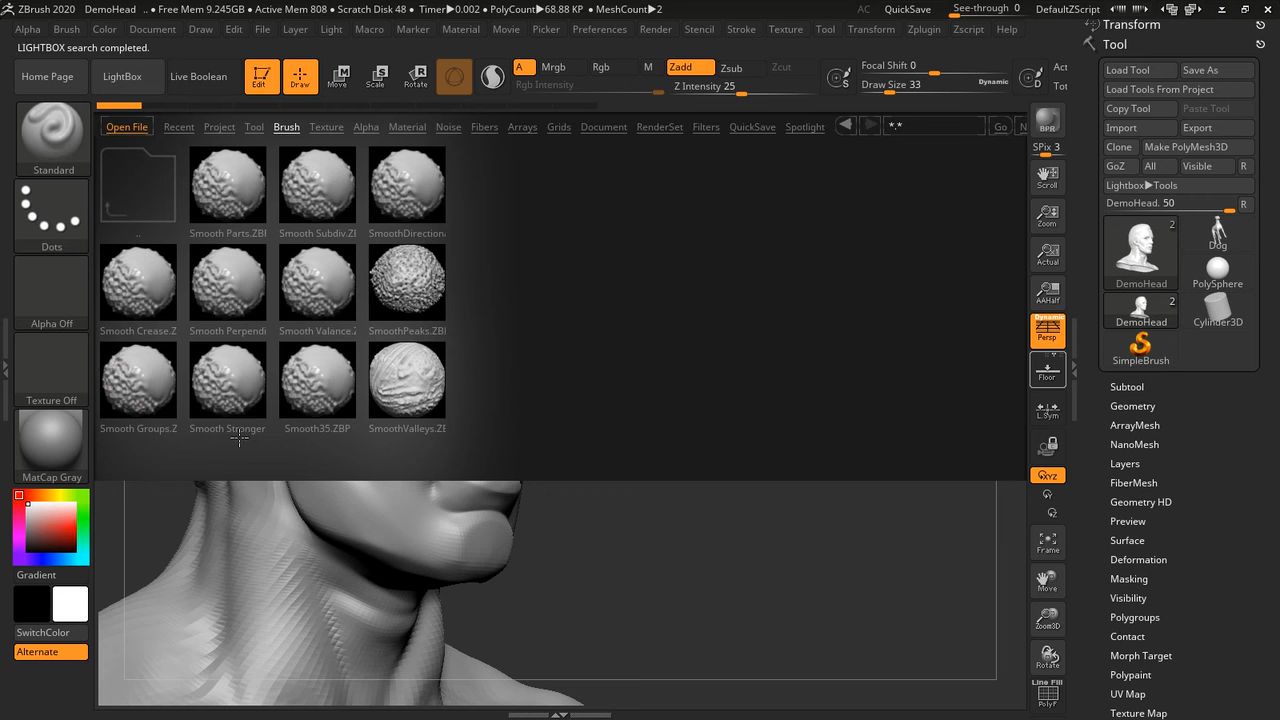 ZBrush 2020 DemoHead .. • Free Mem 9.245GB • Active Mem 808 • Scratch Disk 48 • Timer▶0.002 • PolyCount▶68.88 KP • MeshCount▶2 AC QuickSave See-through 0 DefaultZScript
Alpha Brush Color Document Draw Edit File Layer Light Macro Marker Material Movie Picker Preferences Render Stencil Stroke Texture Tool Transform Zplugin Zscript Help
LIGHTBOX search completed.
Home Page LightBox Live Boolean Edit Draw Move Scale Rotate A Mrgb Rgb M Zadd Zsub Zcut Focal Shift 0
Rgb Intensity Z Intensity 25 S Draw Size 33 Dynamic D
Open File Recent Project Tool Brush Texture Alpha Material Noise Fibers Arrays Grids Document RenderSet Filters QuickSave Spotlight *.* Go
Standard
Dots
Alpha Off
Texture Off
MatCap Gray
Gradient
SwitchColor
Alternate
..
Smooth Subdiv.
Smooth Crease.Z
Smooth Perpendi
Smooth Valance.
Smooth Groups.Z
Smooth Stronger
Smooth35.ZBP
BPR
SPix 3
Scroll
Zoom
Actual
AAHalf
Dynamic
Persp
Floor
L.Sym
XYZ
Y
Z
Frame
Move
Zoom3D
Rotate
Line Fill
PolyF
Transform
Tool
Load Tool Save As
Load Tools From Project
Copy Tool Paste Tool
Import Export
Clone Make PolyMesh3D
GoZ All Visible R
Lightbox▶Tools
DemoHead. 50 R
2
DemoHead Dog
PolySphere
2
DemoHead Cylinder3D
SimpleBrush
Subtool
Geometry
ArrayMesh
NanoMesh
Layers
FiberMesh
Geometry HD
Preview
Surface
Deformation
Masking
Visibility
Polygroups
Contact
Morph Target
Polypaint
UV Map
Texture Map